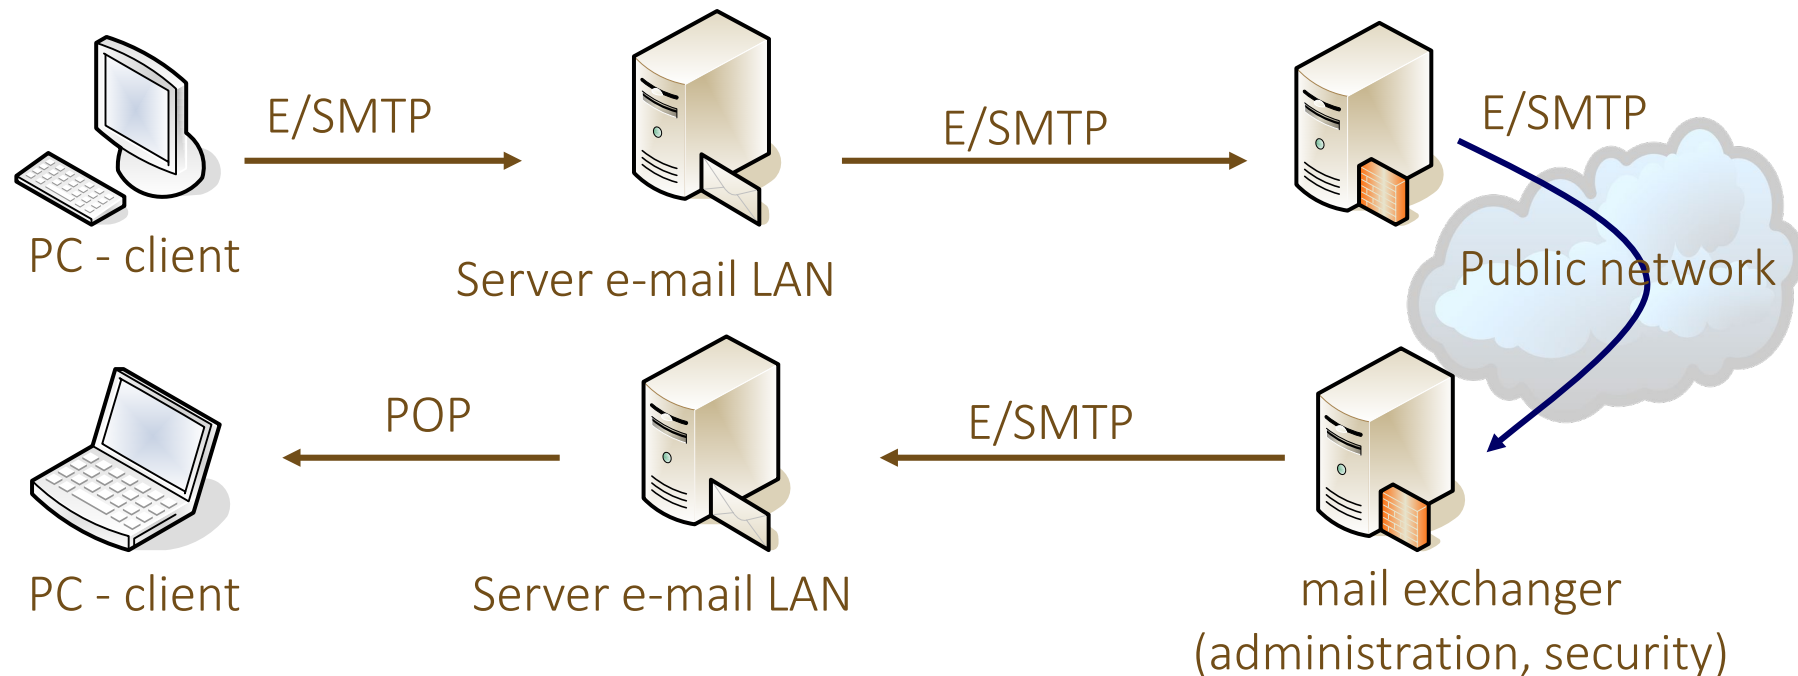 E/SMTP
E/SMTP
E/SMTP
PC - client
Server e-mail LAN
Public network
POP
E/SMTP
PC - client
Server e-mail LAN
mail exchanger
(administration, security)